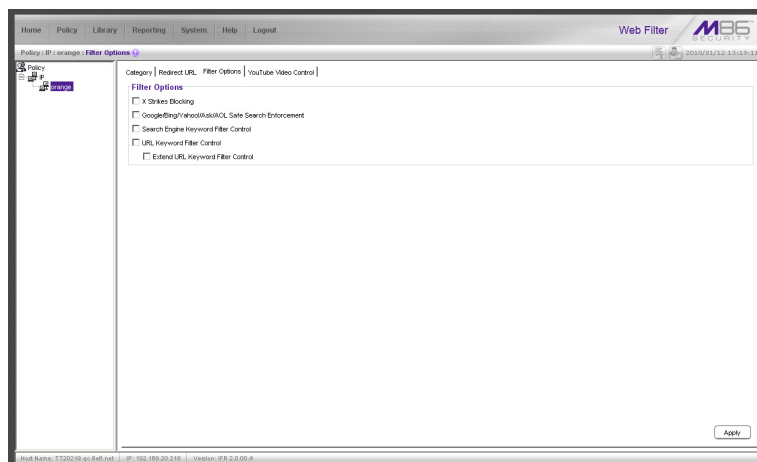 Home Policy Library Reporting System Help Logout
Web Filter
M86 SECURITY
Policy : IP : orange : Filter Options
2010/01/12 13:19:11
Policy
IP
orange
Category Redirect URL Filter Options YouTube Video Control
Filter Options
X Strikes Blocking
Google/Bing/Yahoo!/Ask/AOL Safe Search Enforcement
Search Engine Keyword Filter Control
URL Keyword Filter Control
Extend URL Keyword Filter Control
Apply
Host Name: TT20218.qc.8e6.net IP: 192.168.20.218 Version: IFR 2.0.00.4